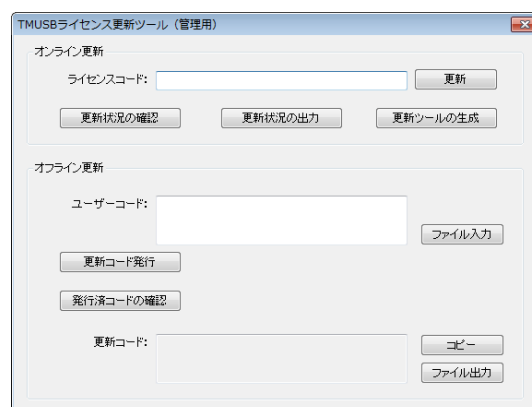 TMUSBライセンス更新ツール（管理用）
オンライン更新
ライセンスコード:
更新
更新状況の確認
更新状況の出力
更新ツールの生成
オフライン更新
ユーザーコード:
ファイル入力
更新コード発行
発行済コードの確認
更新コード:
コピー
ファイル出力